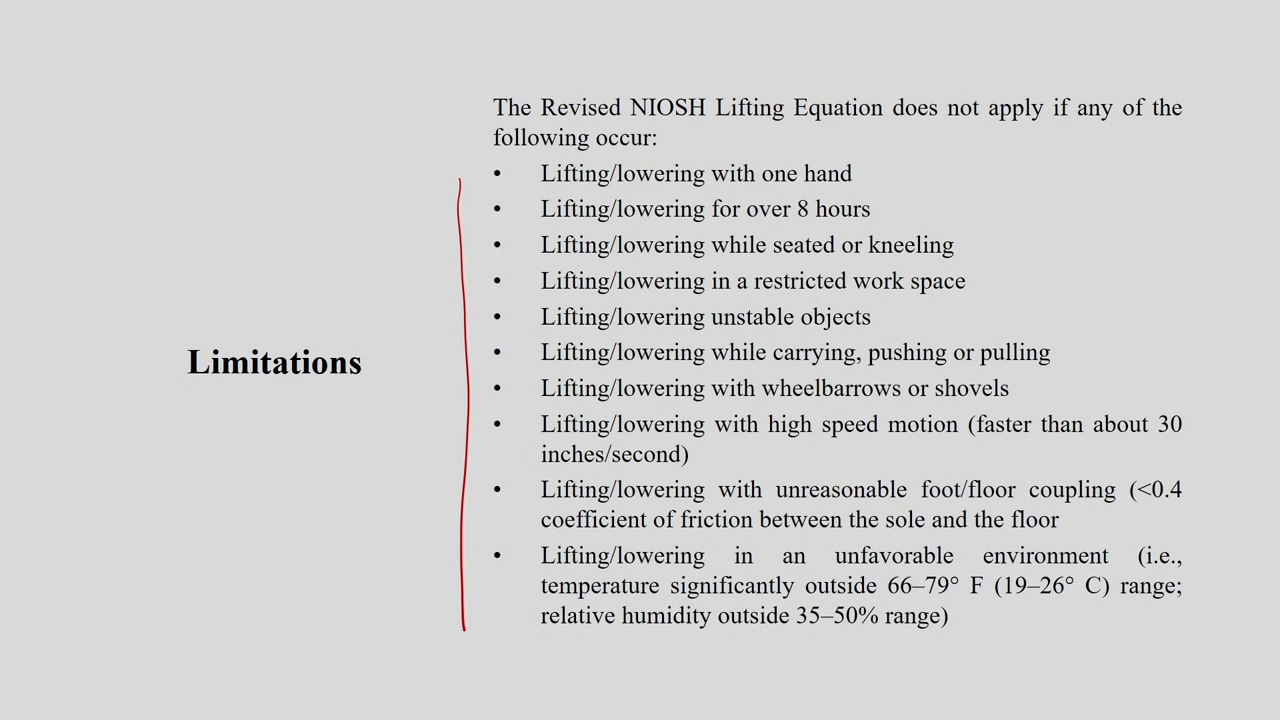 Limitations
The Revised NIOSH Lifting Equation does not apply if any of the
following occur:
• Lifting/lowering with one hand
• Lifting/lowering for over 8 hours
• Lifting/lowering while seated or kneeling
• Lifting/lowering in a restricted work space
• Lifting/lowering unstable objects
• Lifting/lowering while carrying, pushing or pulling
• Lifting/lowering with wheelbarrows or shovels
• Lifting/lowering with high speed motion (faster than about 30
inches/second)
• Lifting/lowering with unreasonable foot/floor coupling (<0.4
coefficient of friction between the sole and the floor
• Lifting/lowering in an unfavorable environment (i.e.,
temperature significantly outside 66–79° F (19–26° C) range;
relative humidity outside 35–50% range)